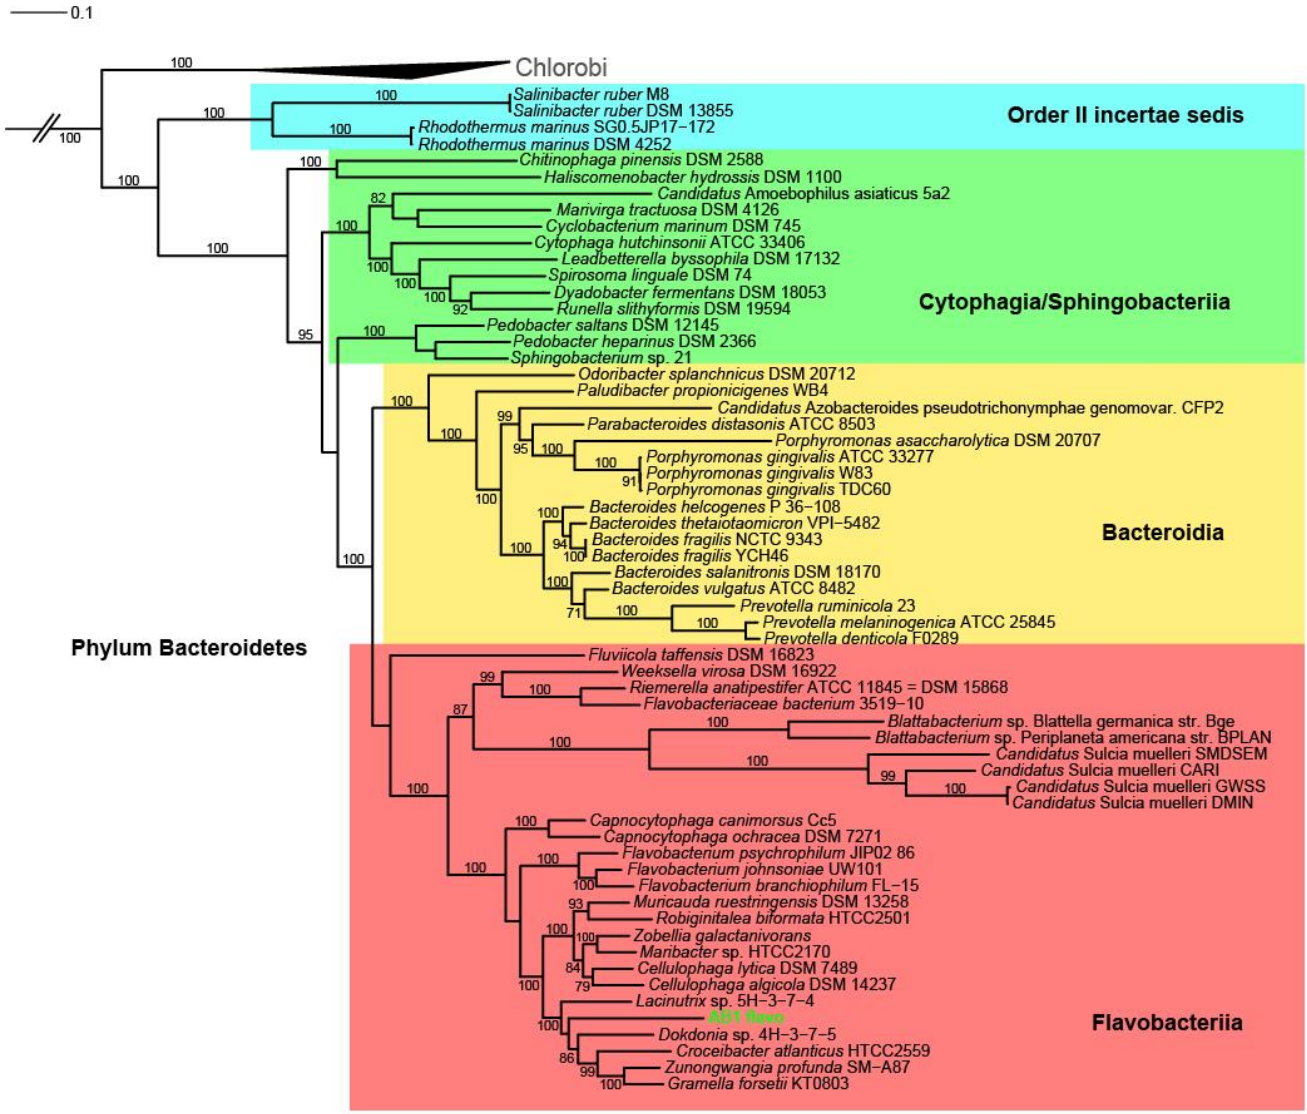 0.1
100
Chlorobi
100
Salinibacter ruber M8
100
Salinibacter ruber DSM 13855
Order II incertae sedis
100
Rhodothermus marinus SG0.5JP17−172
100
Rhodothermus marinus DSM 4252
100
Chitinophaga pinensis DSM 2588
100
Haliscomenobacter hydrossis DSM 1100
100
Candidatus Amoebophilus asiaticus 5a2
82
Marivirga tractuosa DSM 4126
100
Cyclobacterium marinum DSM 745
100
Cytophaga hutchinsonii ATCC 33406
100
Leadbetterella byssophila DSM 17132
100
Spirosoma linguale DSM 74
100
Dyadobacter fermentans DSM 18053
Cytophagia/Sphingobacteriia
92
Runella slithyformis DSM 19594
95
Pedobacter saltans DSM 12145
100
Pedobacter heparinus DSM 2366
Sphingobacterium sp. 21
Odoribacter splanchnicus DSM 20712
Paludibacter propionicigenes WB4
100
Candidatus Azobacteroides pseudotrichonymphae genomovar. CFP2
99
Parabacteroides distasonis ATCC 8503
100
Porphyromonas asaccharolytica DSM 20707
95
100
Porphyromonas gingivalis ATCC 33277
100
Porphyromonas gingivalis W83
91
Porphyromonas gingivalis TDC60
100
Bacteroides helcogenes P 36−108
100
Bacteroides thetaiotaomicron VPI−5482
Bacteroidia
94
Bacteroides fragilis NCTC 9343
100
100
Bacteroides fragilis YCH46
100
Bacteroides salanitronis DSM 18170
100
Bacteroides vulgatus ATCC 8482
71
100
Prevotella ruminicola 23
100
Prevotella melaninogenica ATCC 25845
Prevotella denticola F0289
Phylum Bacteroidetes
Fluviicola taffensis DSM 16823
Weeksella virosa DSM 16922
99
100
Riemerella anatipestifer ATCC 11845 = DSM 15868
Flavobacteriaceae bacterium 3519−10
87
100
Blattabacterium sp. Blattella germanica str. Bge
100
Blattabacterium sp. Periplaneta americana str. BPLAN
100
Candidatus Sulcia muelleri SMDSEM
99
Candidatus Sulcia muelleri CARI
100
100
Candidatus Sulcia muelleri GWSS
Candidatus Sulcia muelleri DMIN
100
Capnocytophaga canimorsus Cc5
Capnocytophaga ochracea DSM 7271
100
100
Flavobacterium psychrophilum JIP02 86
Flavobacterium johnsoniae UW101
100
Flavobacterium branchiophilum FL−15
93
Muricauda ruestringensis DSM 13258
Robiginitalea biformata HTCC2501
100
100
Zobellia galactanivorans
Maribacter sp. HTCC2170
84
Cellulophaga lytica DSM 7489
100
79
Cellulophaga algicola DSM 14237
Lacinutrix sp. 5H−3−7−4
100
AB1 flavo
Flavobacteriia
Dokdonia sp. 4H−3−7−5
86
Croceibacter atlanticus HTCC2559
99
Zunongwangia profunda SM−A87
100
Gramella forsetii KT0803